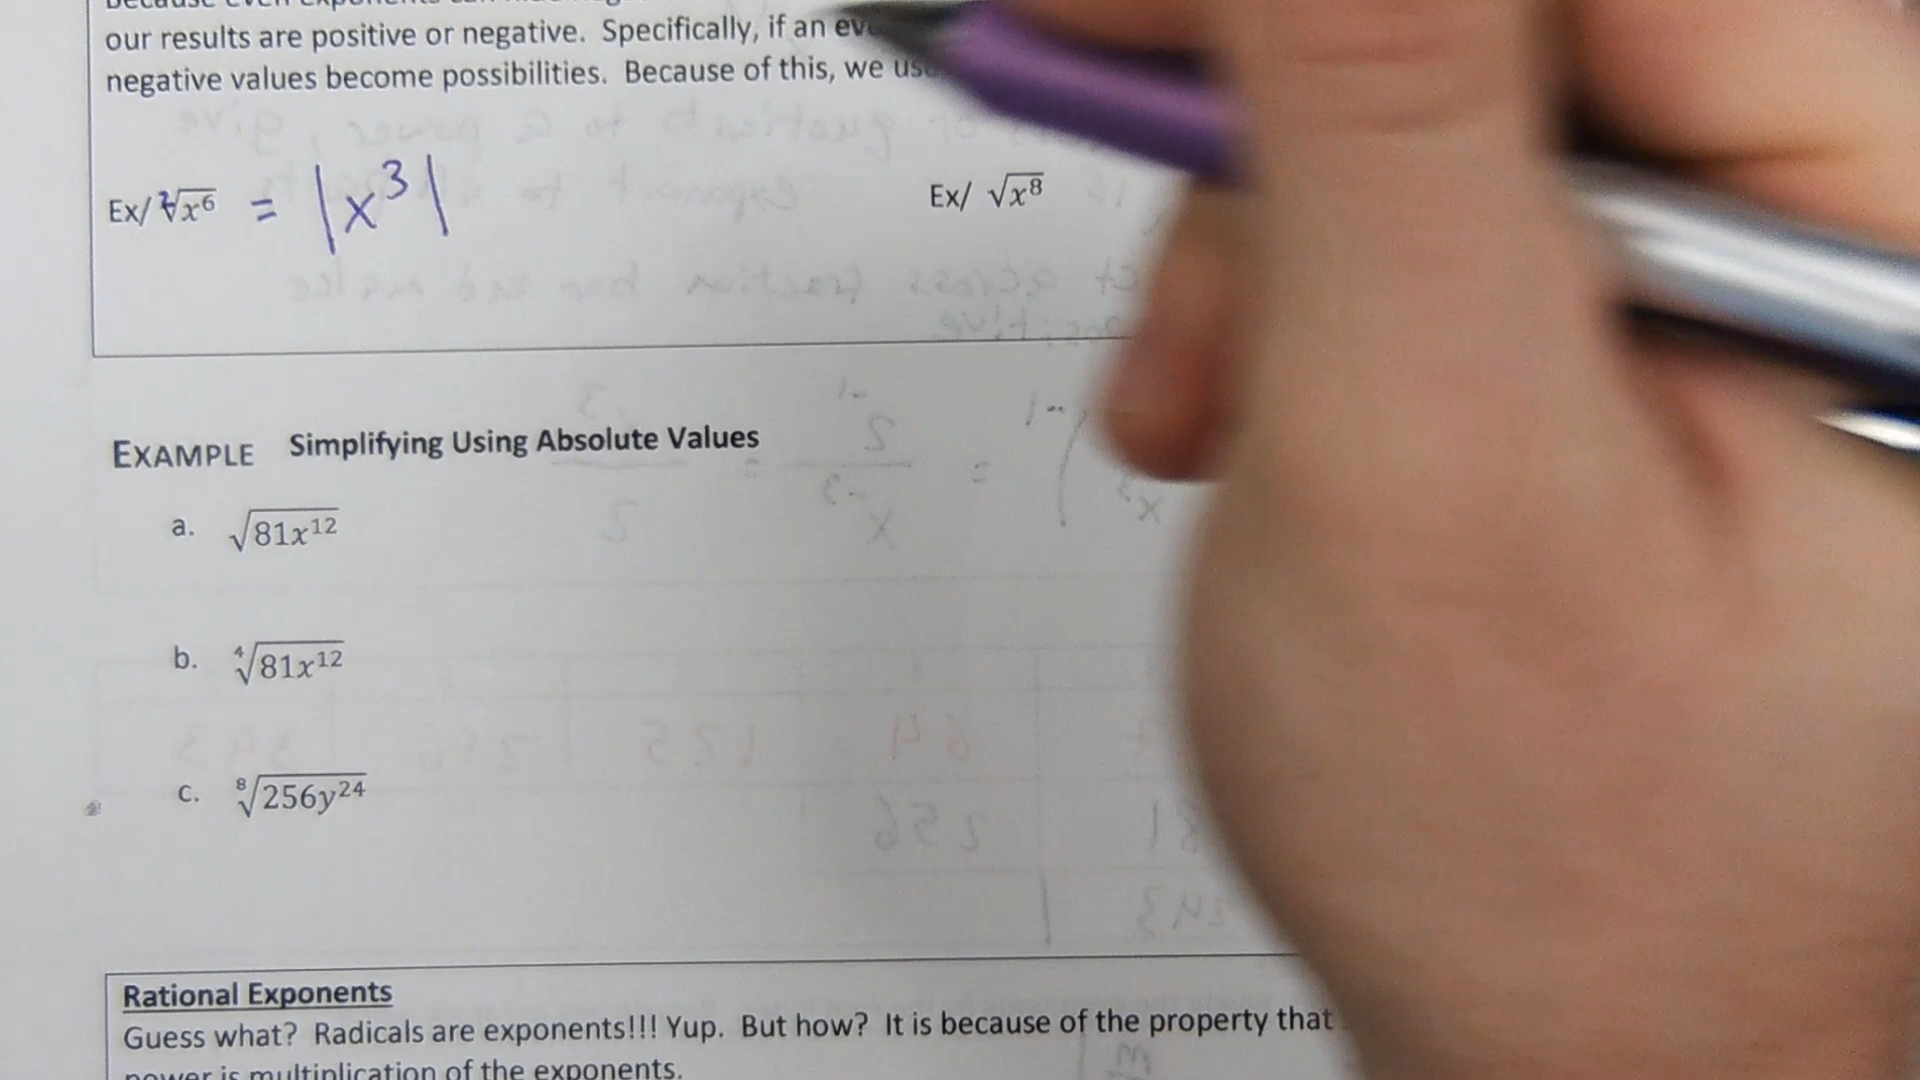 our results are positive or negative. Specifically, if an
negative values become possibilities. Because of this, we
Ex/ ²√x⁶ = |x³|
Ex/ √x⁸
EXAMPLE Simplifying Using Absolute Values
a. √81x¹²
b. ⁴√81x¹²
c. ⁸√256y²⁴
Rational Exponents
Guess what? Radicals are exponents!!! Yup. But how? It is because of the property that
power is multiplication of the exponents.